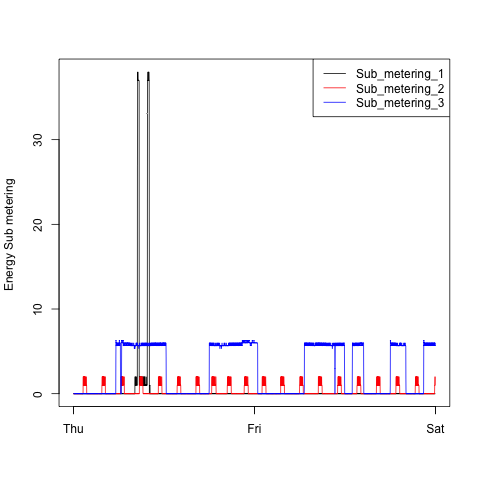 Sub_metering_1
Sub_metering_2
Sub_metering_3
Energy Sub metering
30
20
10
0
Thu
Fri
Sat